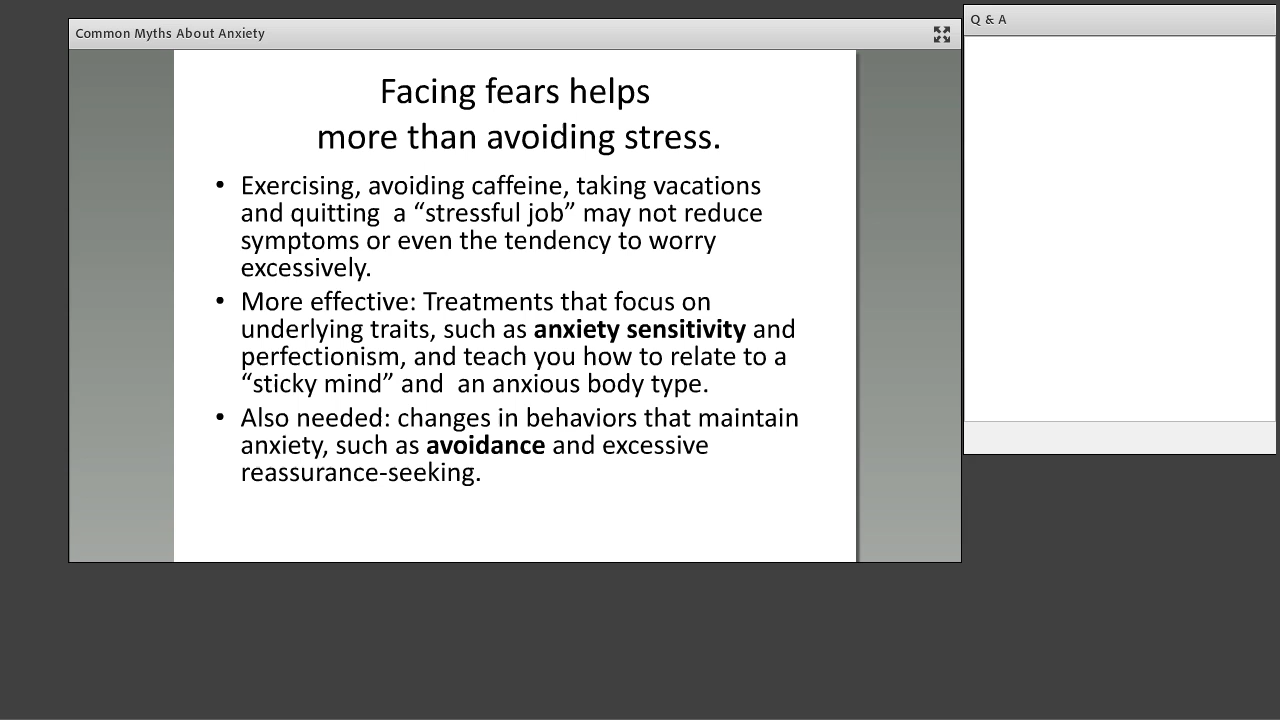 Common Myths About Anxiety
Q & A
Facing fears helps
more than avoiding stress.
• Exercising, avoiding caffeine, taking vacations
and quitting  a “stressful job” may not reduce
symptoms or even the tendency to worry
excessively.
• More effective: Treatments that focus on
underlying traits, such as anxiety sensitivity and
perfectionism, and teach you how to relate to a
“sticky mind” and  an anxious body type.
• Also needed: changes in behaviors that maintain
anxiety, such as avoidance and excessive
reassurance-seeking.